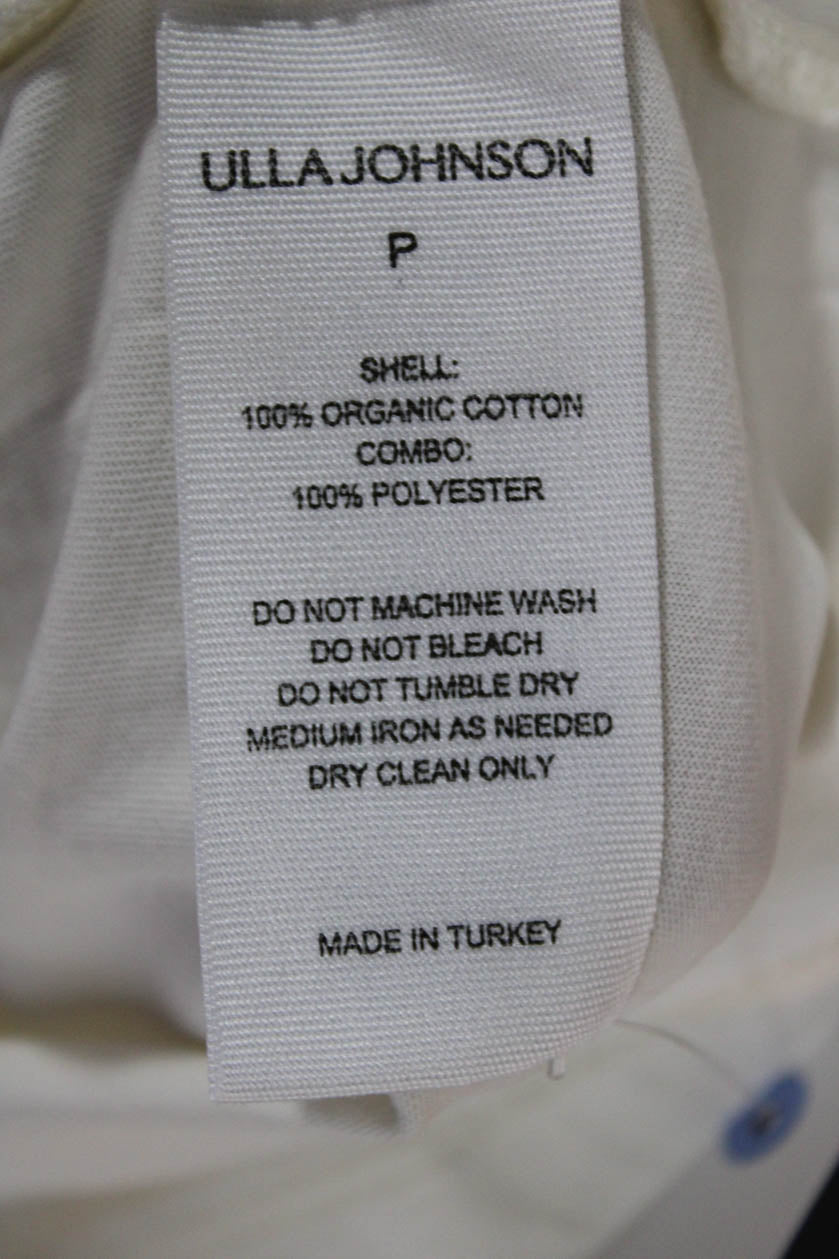 ULLA JOHNSON
P
SHELL:
100% ORGANIC COTTON
COMBO:
100% POLYESTER
DO NOT MACHINE WASH
DO NOT BLEACH
DO NOT TUMBLE DRY
MEDIUM IRON AS NEEDED
DRY CLEAN ONLY
MADE IN TURKEY